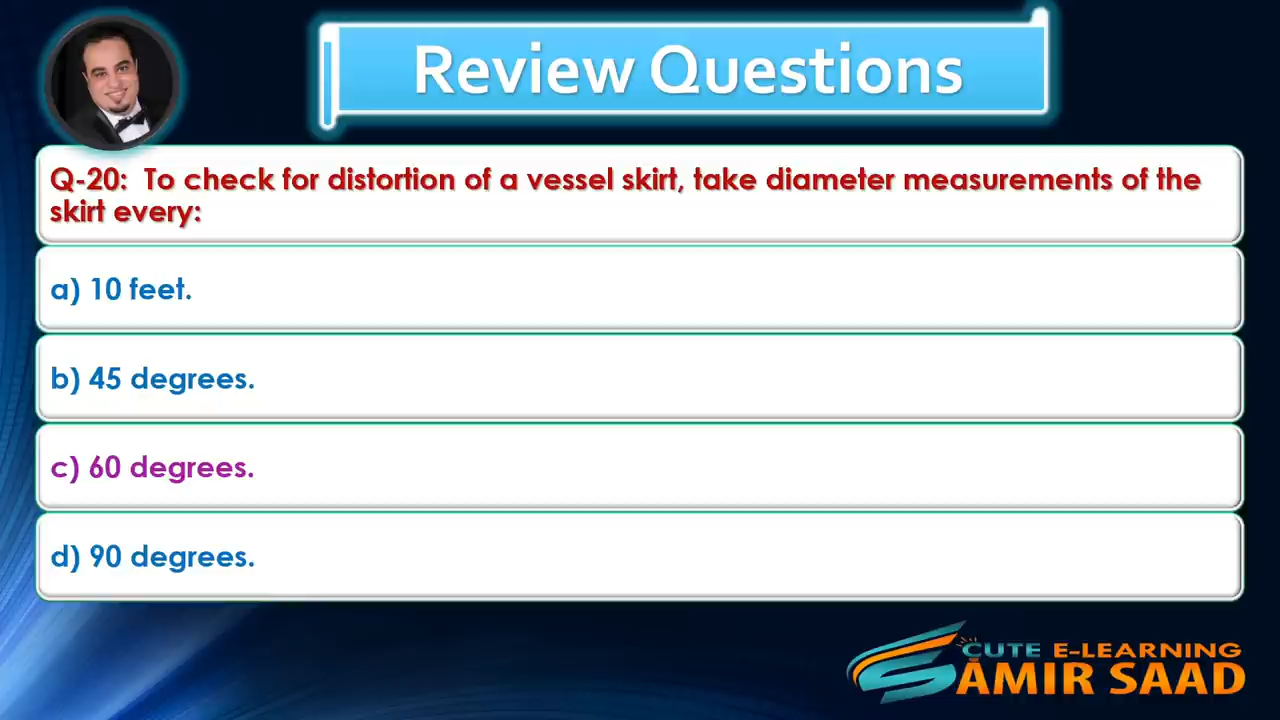 Review Questions
Q-20: To check for distortion of a vessel skirt, take diameter measurements of the
skirt every:
a) 10 feet.
b) 45 degrees.
c) 60 degrees.
d) 90 degrees.
CUTE E-LEARNING
AMIR SAAD